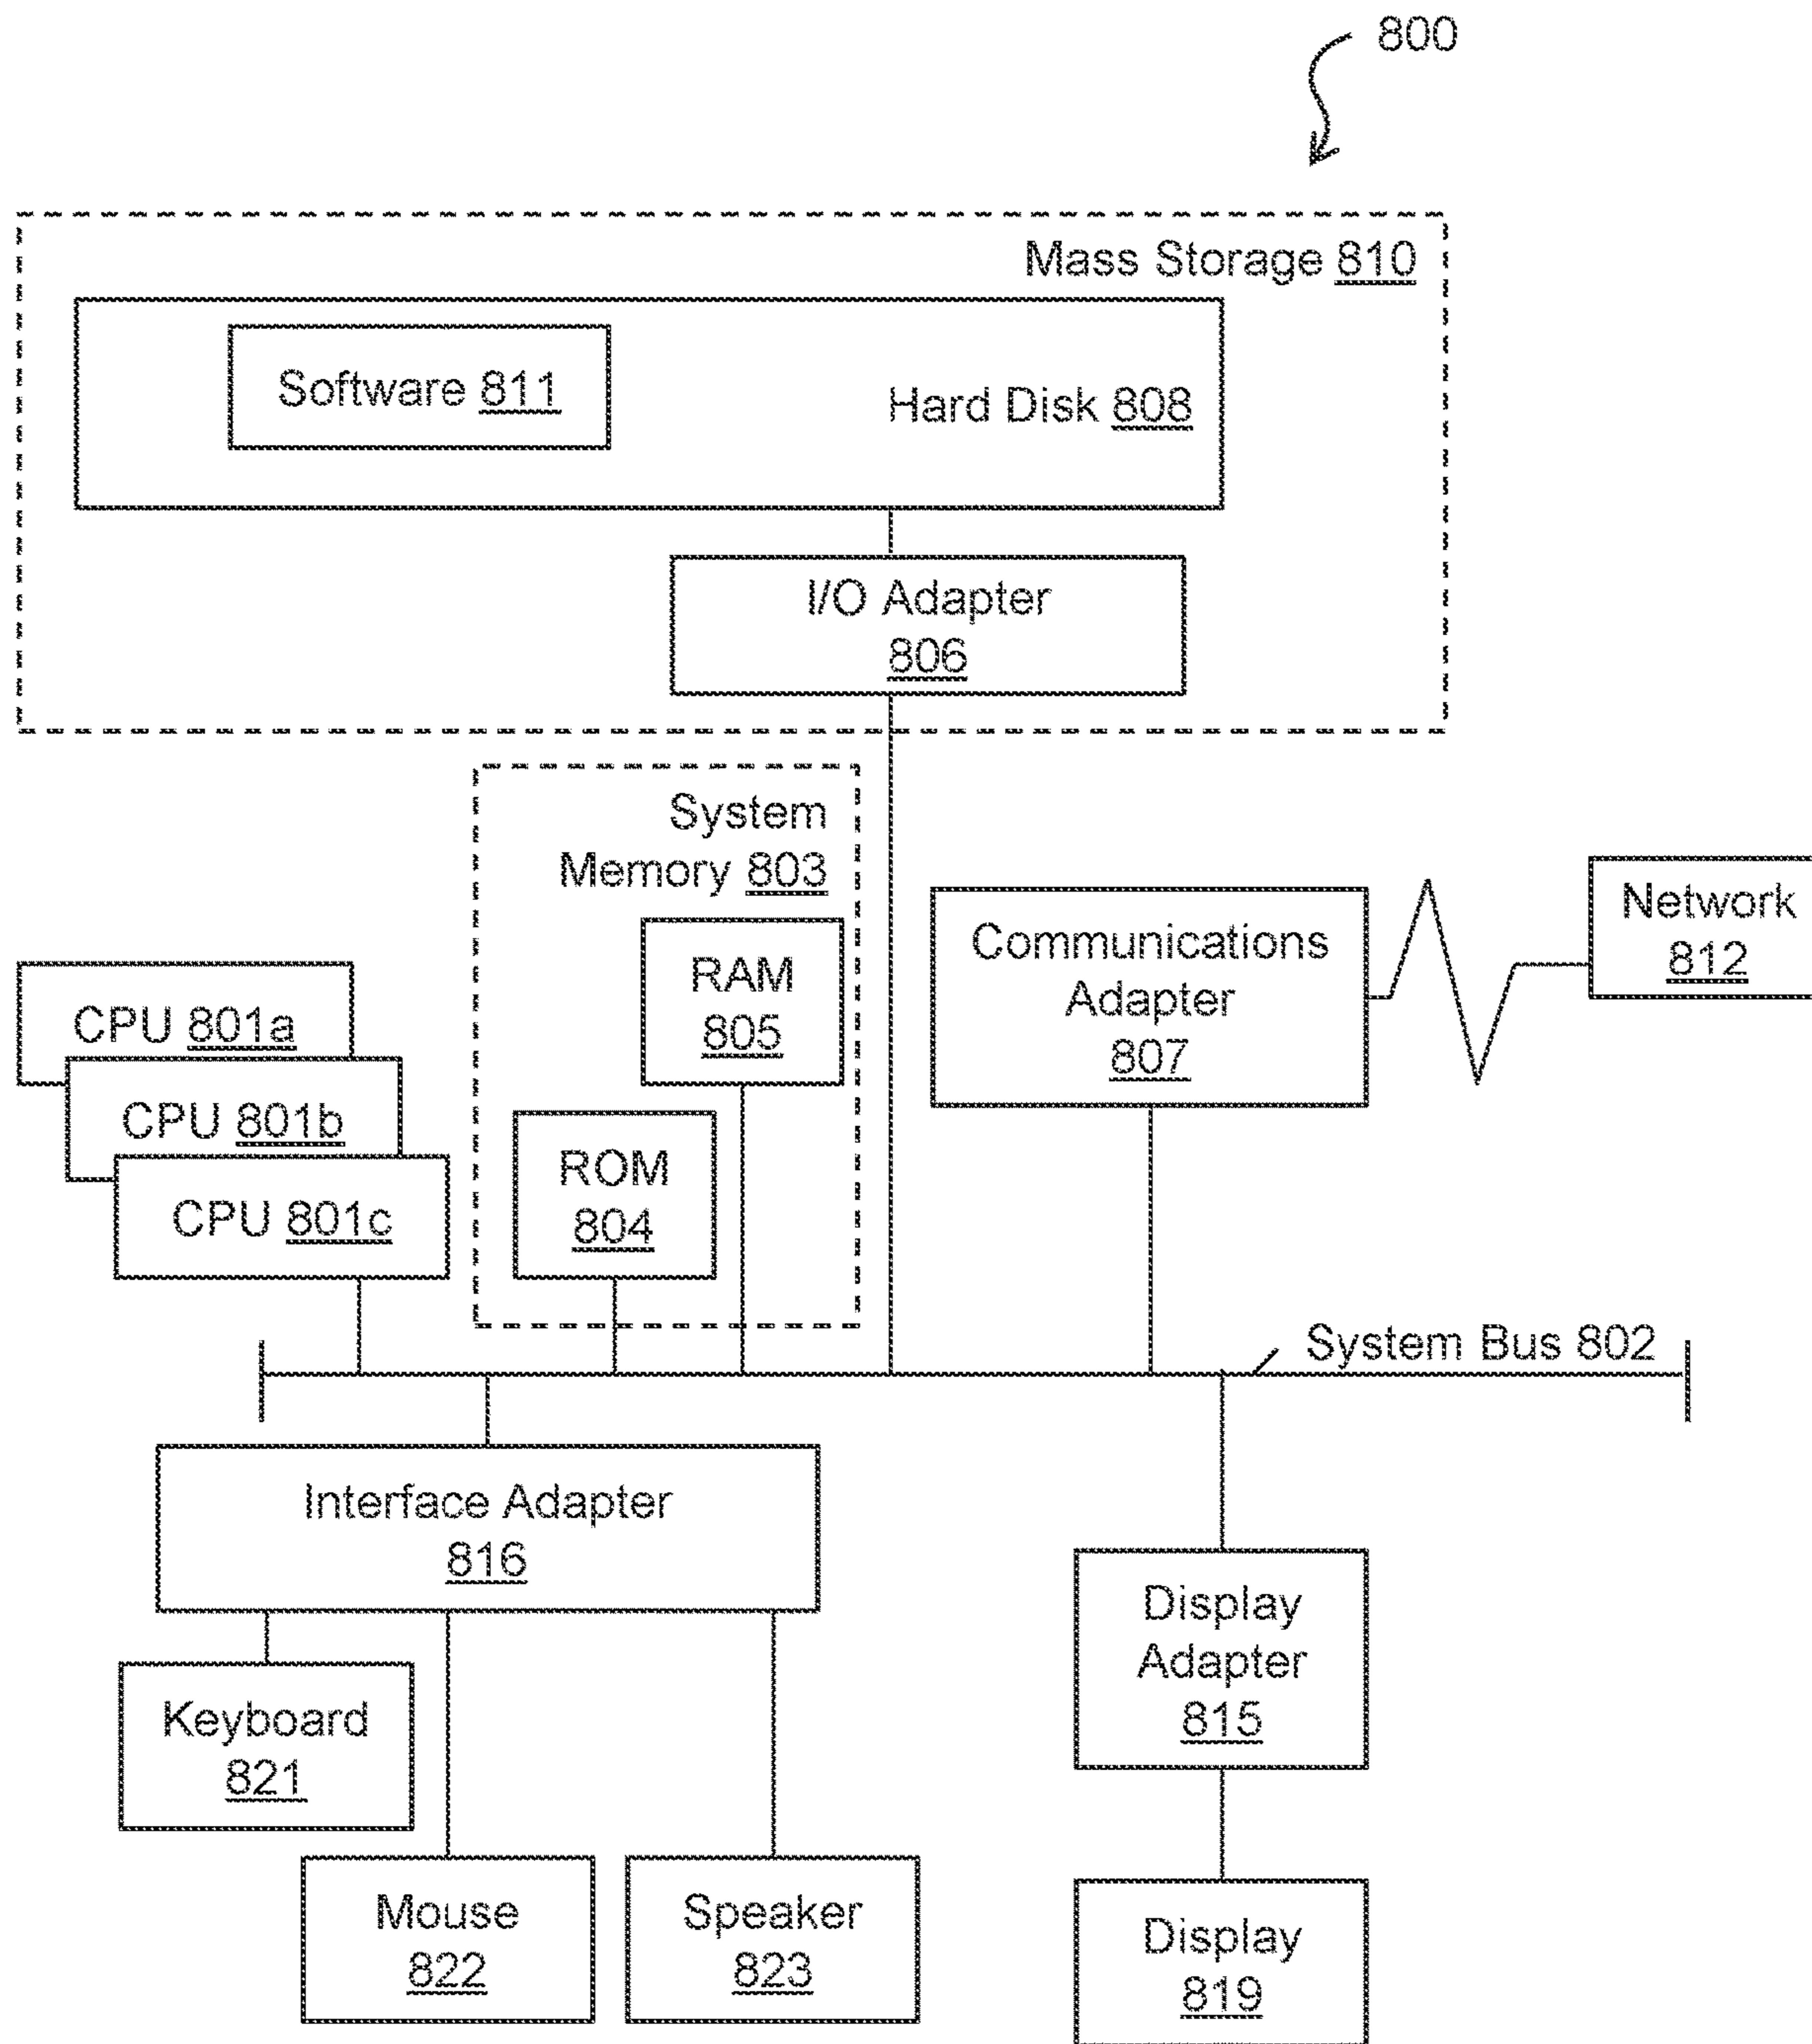 800
Mass Storage 810
Software 811
Hard Disk 808
I/O Adapter
806
System
Memory 803
RAM
805
ROM
804
Communications
Adapter
807
Network
812
CPU 801a
CPU 801b
CPU 801c
System Bus 802
Interface Adapter
816
Keyboard
821
Mouse
822
Speaker
823
Display
Adapter
815
Display
819